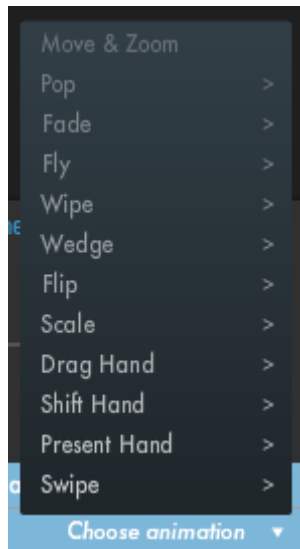 Move & Zoom
Pop >
Fade >
Fly >
Wipe >
Wedge >
Flip >
Scale >
Drag Hand >
Shift Hand >
Present Hand >
Swipe >
Choose animation ▼